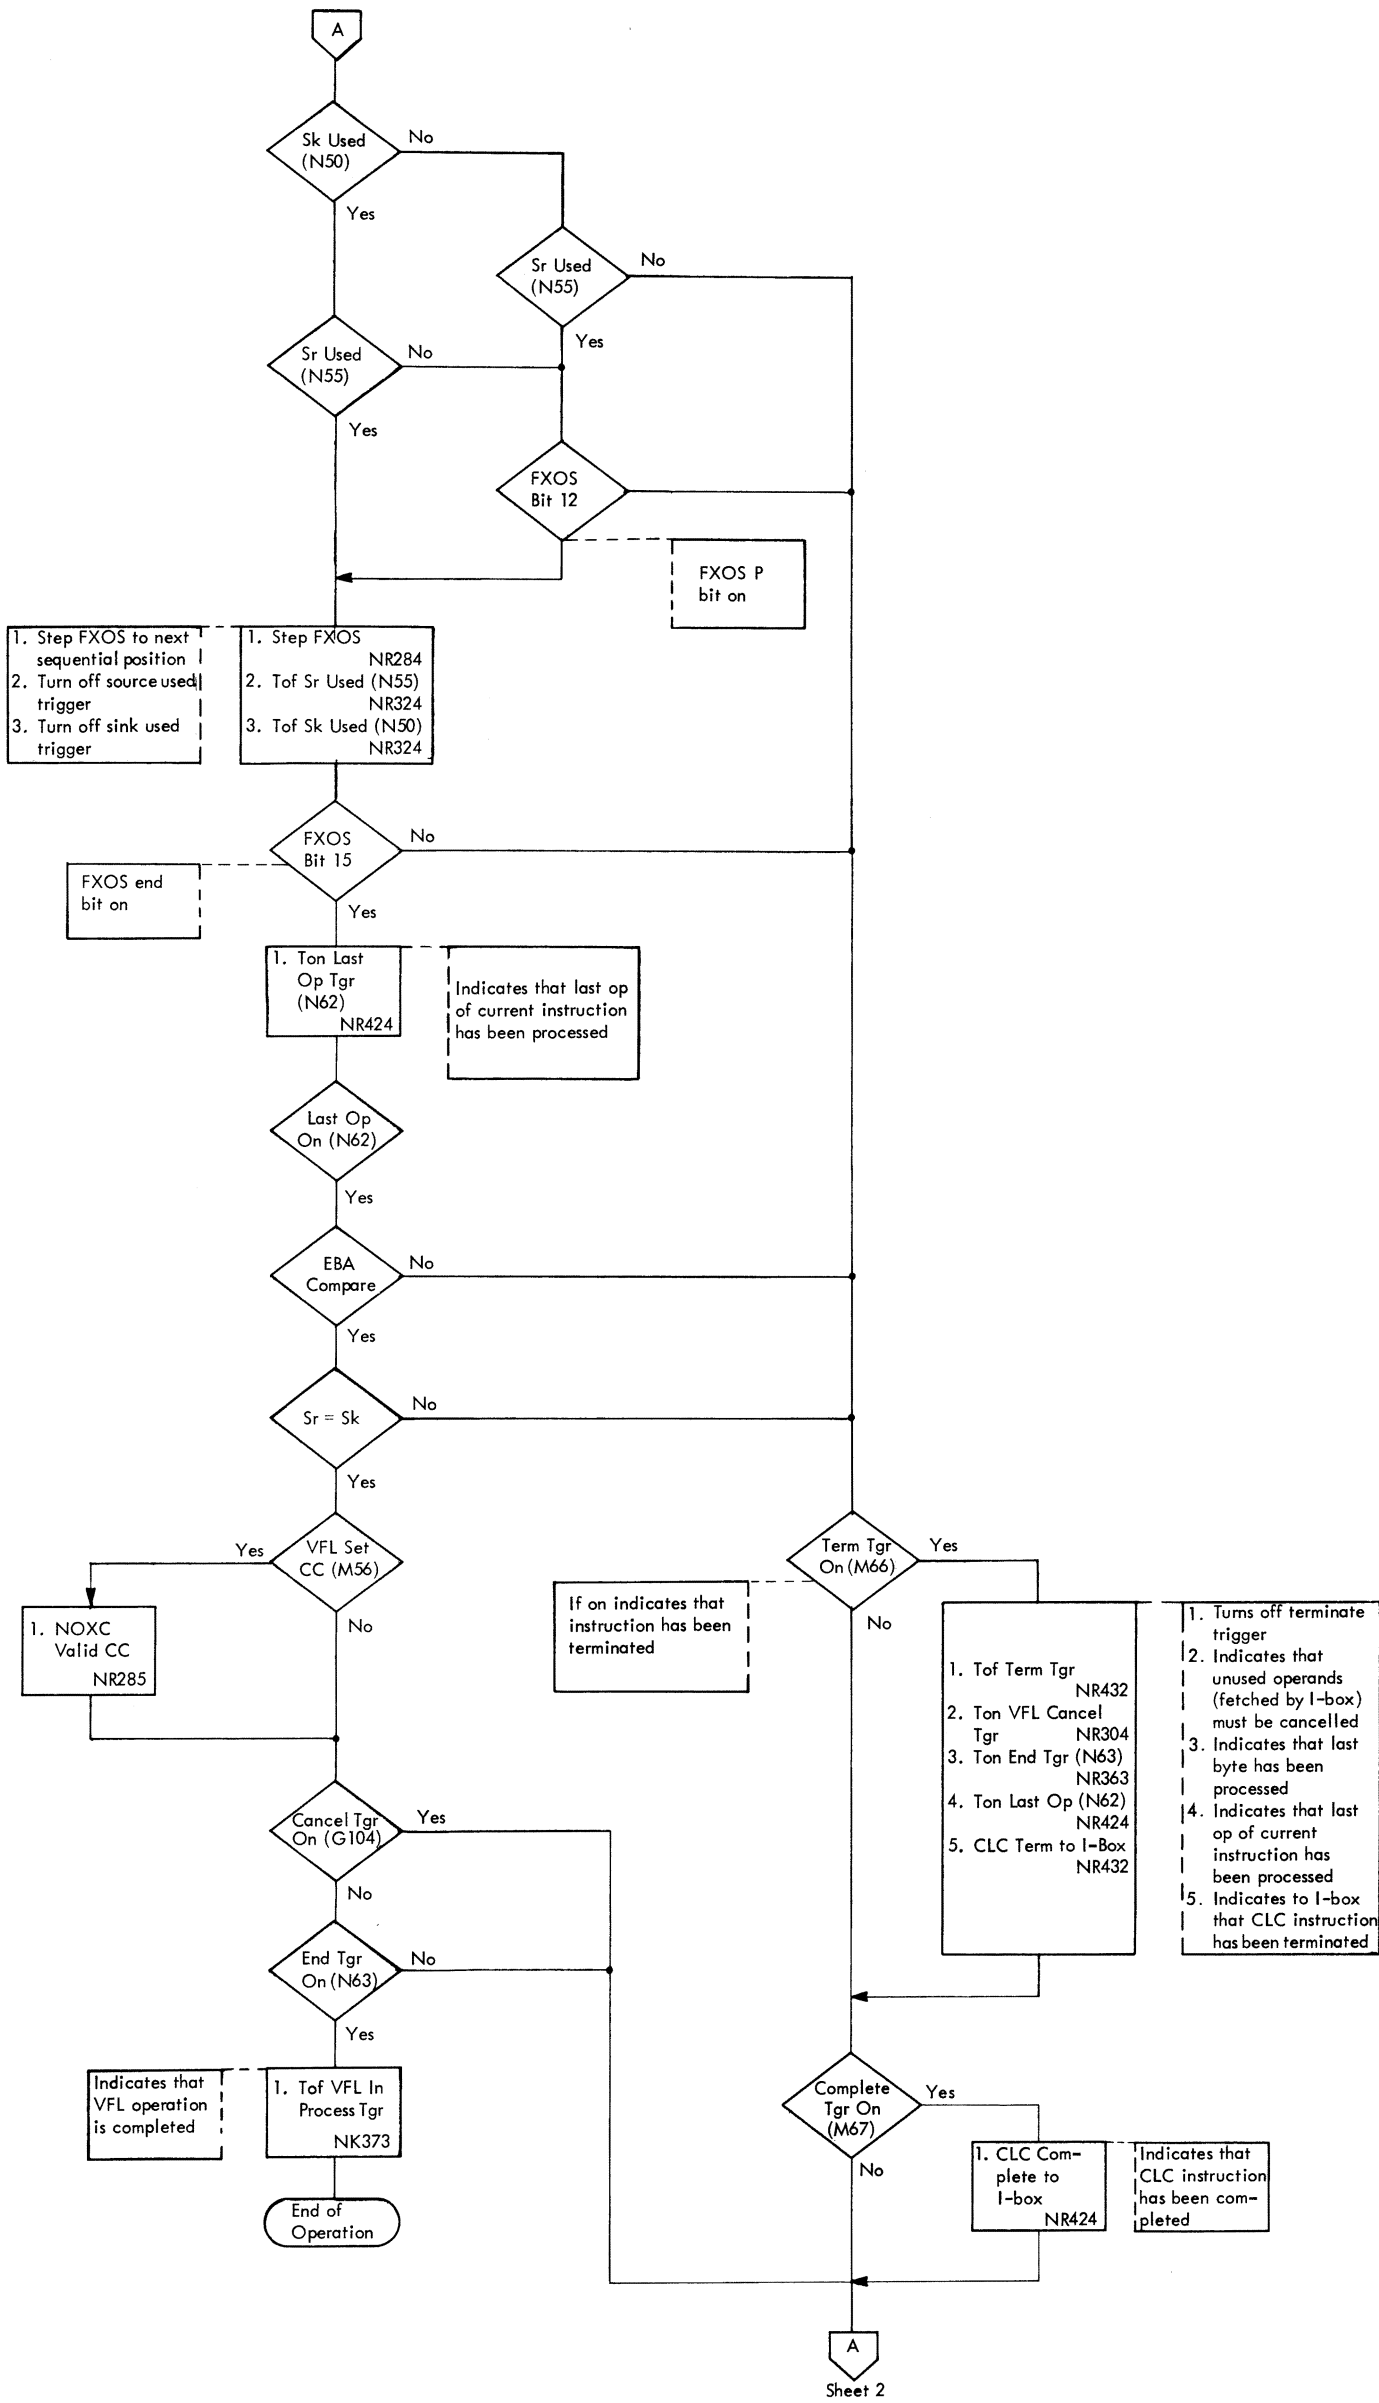 A
Sk Used
(N50)
No
Yes
Sr Used
(N55)
No
Yes
Sr Used
(N55)
No
Yes
FXOS
Bit 12
FXOS P
bit on
1. Step FXOS to next
sequential position
2. Turn off source used
trigger
3. Turn off sink used
trigger
1. Step FXOS
NR284
2. Tof Sr Used (N55)
NR324
3. Tof Sk Used (N50)
NR324
FXOS
Bit 15
No
Yes
FXOS end
bit on
1. Ton Last
Op Tgr
(N62)
NR424
Indicates that last op
of current instruction
has been processed
Last Op
On (N62)
Yes
EBA
Compare
No
Yes
Sr = Sk
No
Yes
VFL Set
CC (M56)
Yes
No
1. NOXC
Valid CC
NR285
Term Tgr
On (M66)
Yes
No
If on indicates that
instruction has been
terminated
1. Tof Term Tgr
NR432
2. Ton VFL Cancel
Tgr NR304
3. Ton End Tgr (N63)
NR363
4. Ton Last Op (N62)
NR424
5. CLC Term to I-Box
NR432
1. Turns off terminate
trigger
2. Indicates that
unused operands
(fetched by I-box)
must be cancelled
3. Indicates that last
byte has been
processed
4. Indicates that last
op of current
instruction has
been processed
5. Indicates to I-box
that CLC instruction
has been terminated
Cancel Tgr
On (G104)
Yes
No
End Tgr
On (N63)
No
Yes
Indicates that
VFL operation
is completed
1. Tof VFL In
Process Tgr
NK373
End of
Operation
Complete
Tgr On
(M67)
Yes
No
1. CLC Com-
plete to
I-box
NR424
Indicates that
CLC instruction
has been com-
pleted
A
Sheet 2